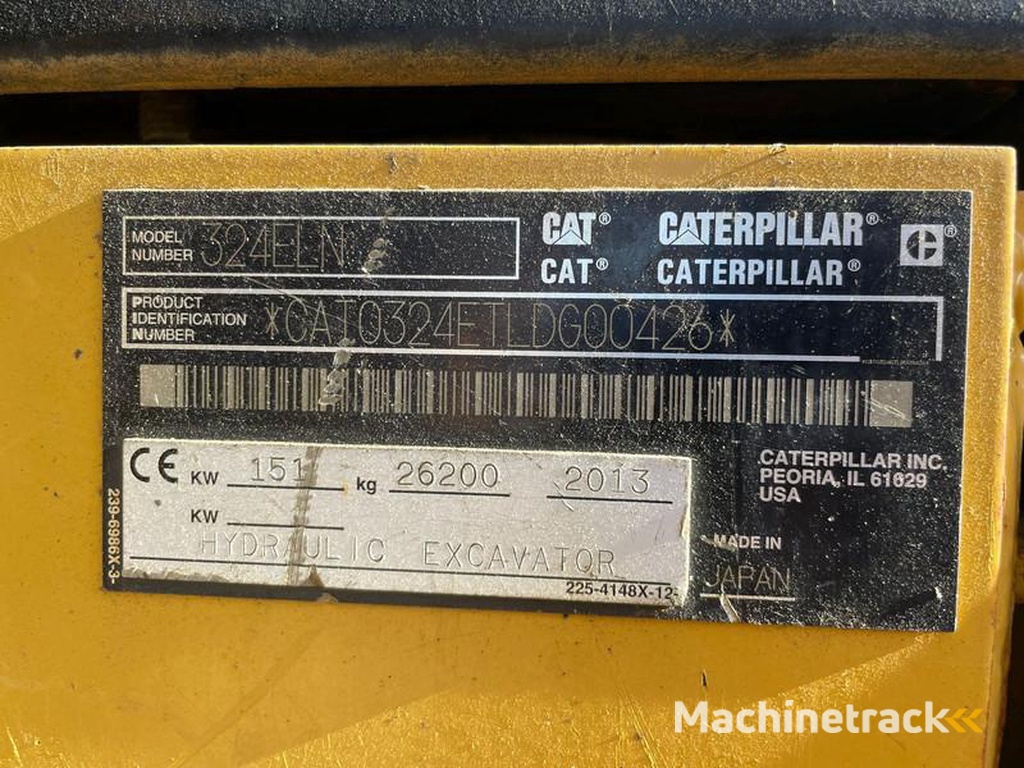 MODEL
NUMBER 324ELN
CAT® CATERPILLAR®
CAT® CATERPILLAR®
PRODUCT
IDENTIFICATION
NUMBER *CAT0324ETLDG00426*
CE KW 151 kg 26200 2013
KW
HYDRAULIC EXCAVATOR
225-4148X-12
239-6986X-3
CATERPILLAR INC.
PEORIA, IL 61629
USA
MADE IN
JAPAN
Machinetrack